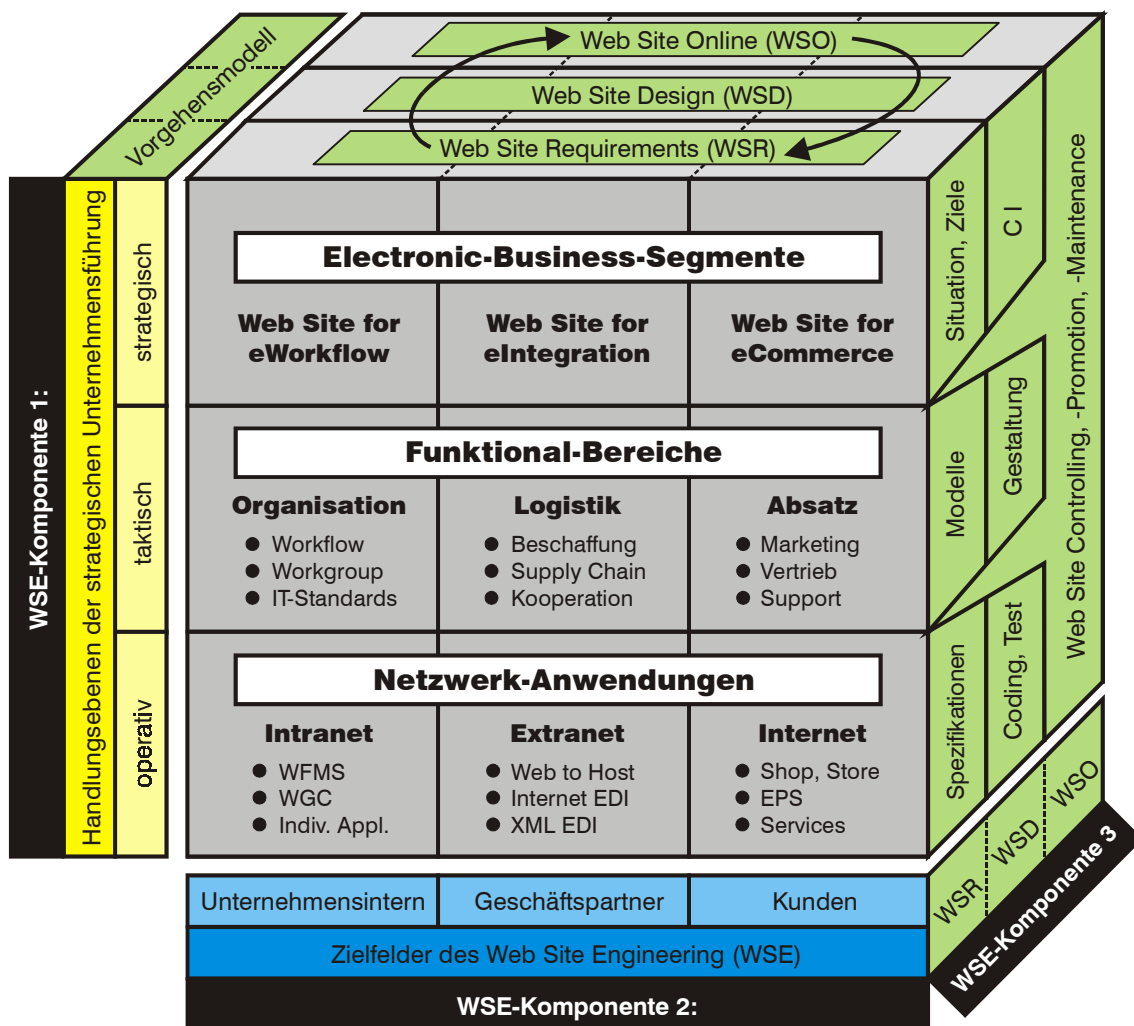 Vorgehensmodell
Web Site Online (WSO)
Web Site Design (WSD)
Web Site Requirements (WSR)
WSE-Komponente 1:
Handlungsebenen der strategischen Unternehmensführung
strategisch
taktisch
operativ
Electronic-Business-Segmente
Web Site for
eWorkflow
Web Site for
eIntegration
Web Site for
eCommerce
Funktional-Bereiche
Organisation
● Workflow
● Workgroup
● IT-Standards
Logistik
● Beschaffung
● Supply Chain
● Kooperation
Absatz
● Marketing
● Vertrieb
● Support
Netzwerk-Anwendungen
Intranet
● WFMS
● WGC
● Indiv. Appl.
Extranet
● Web to Host
● Internet EDI
● XML EDI
Internet
● Shop, Store
● EPS
● Services
Situation, Ziele
C I
Modelle
Gestaltung
Spezifikationen
Coding, Test
Web Site Controlling, -Promotion, -Maintenance
WSR
WSD
WSO
WSE-Komponente 3
Unternehmensintern
Geschäftspartner
Kunden
Zielfelder des Web Site Engineering (WSE)
WSE-Komponente 2: